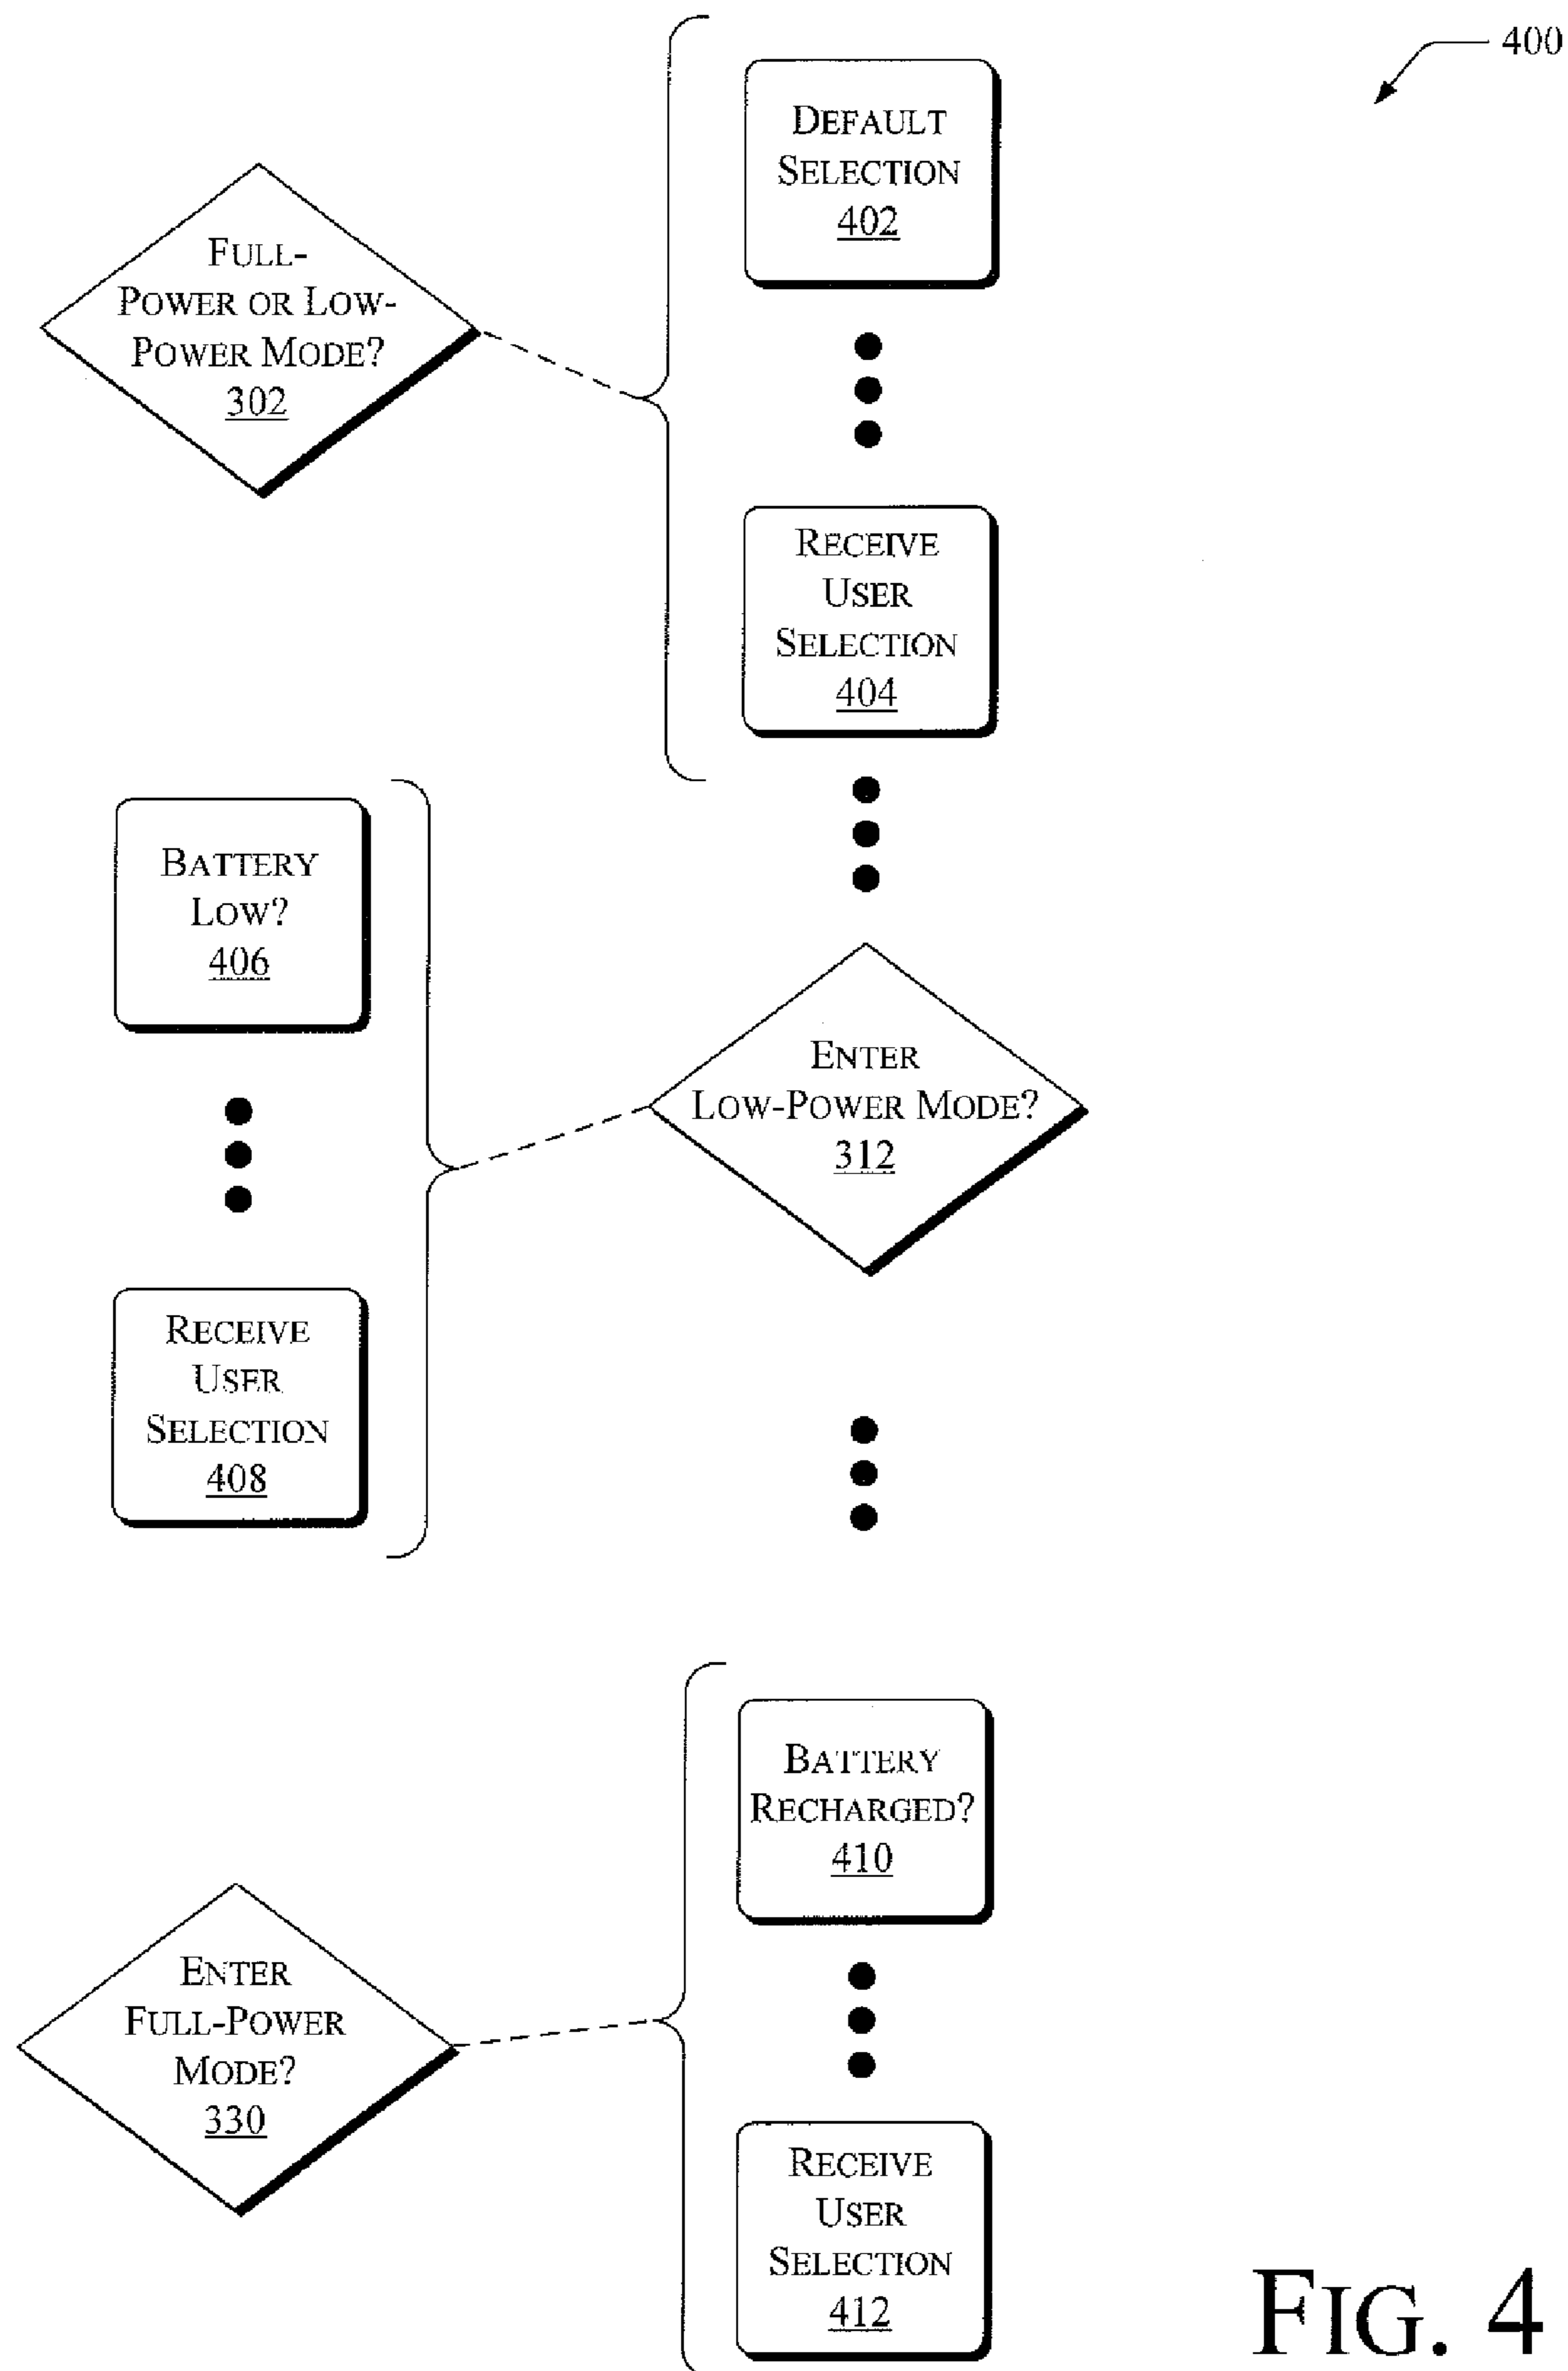 400
DEFAULT
SELECTION
402
FULL-
POWER OR LOW-
POWER MODE?
302
RECEIVE
USER
SELECTION
404
BATTERY
LOW?
406
ENTER
LOW-POWER MODE?
312
RECEIVE
USER
SELECTION
408
BATTERY
RECHARGED?
410
ENTER
FULL-POWER
MODE?
330
RECEIVE
USER
SELECTION
412
FIG. 4